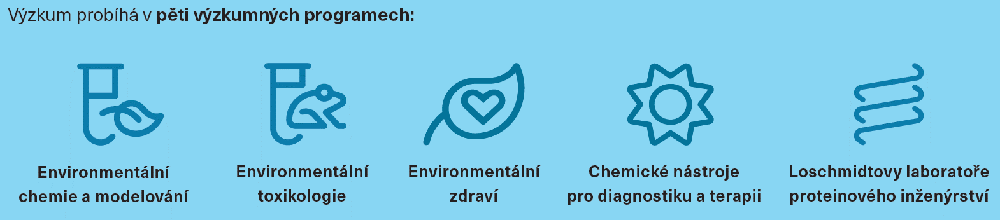 Výzkum probíhá v pěti výzkumných programech:
Environmentální
chemie a modelování
Environmentální
toxikologie
Environmentální
zdraví
Chemické nástroje
pro diagnostiku a terapii
Loschmidtovy laboratoře
proteinového inženýrství